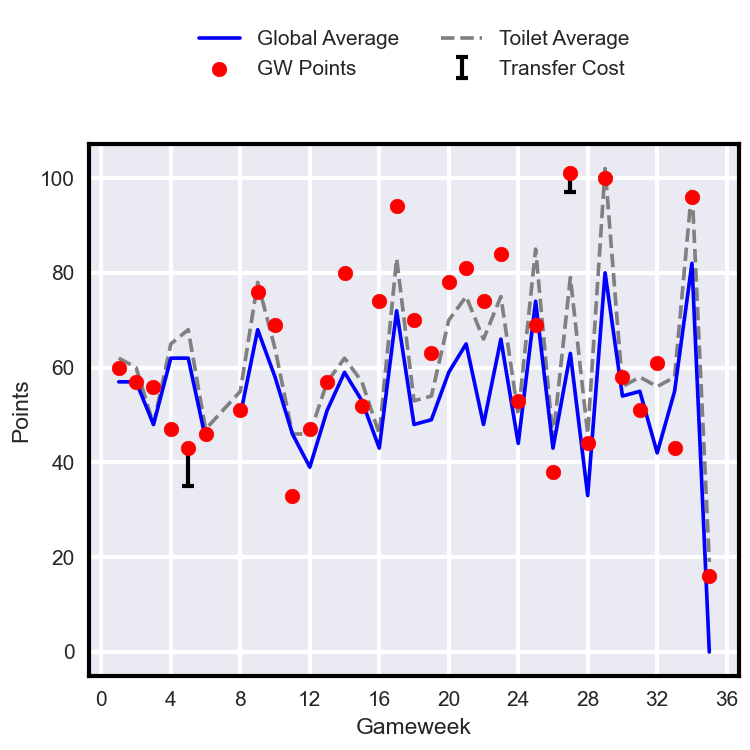 Global Average
Toilet Average
GW Points
Transfer Cost
Points
100
80
60
40
20
0
0 4 8 12 16 20 24 28 32 36
Gameweek